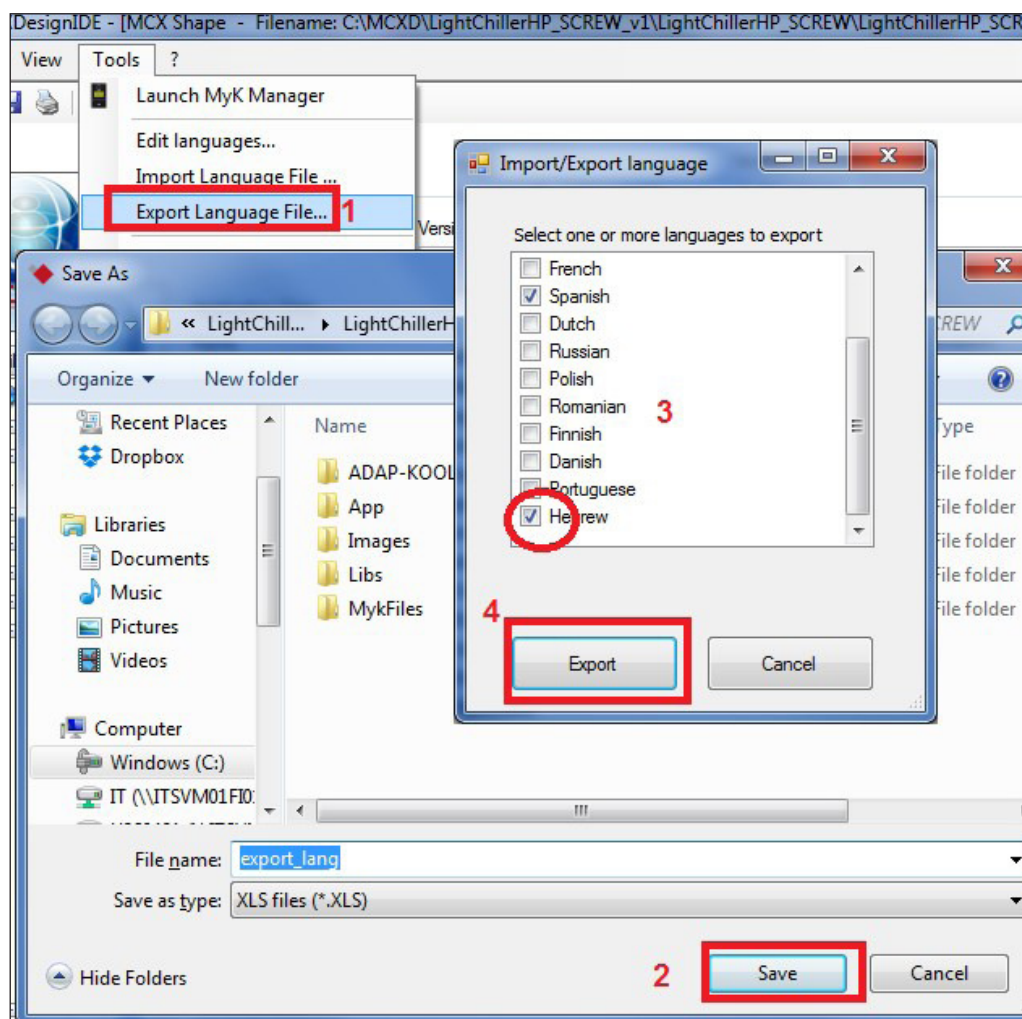 DesignIDE - [MCX Shape - Filename: C:\MCXD\LightChillerHP_SCREW_v1\LightChillerHP_SCREW\LightChillerHP_SCR
View Tools ?
Launch MyK Manager
Edit languages...
Import Language File ...
Export Language File... 1
Versi
Import/Export language
Select one or more languages to export
French
Spanish
Dutch
Russian
Polish
Romanian
3
Finnish
Danish
Portuguese
Hebrew
4
Export Cancel
Save As
« LightChill... LightChillerH
REW
Organize New folder
Recent Places
Dropbox
Libraries
Documents
Music
Pictures
Videos
Computer
Windows (C:)
IT (\\ITSVM01FI0
Name
Type
ADAP-KOOL
File folder
App
File folder
Images
File folder
Libs
File folder
MykFiles
File folder
File name: export_lang
Save as type: XLS files (*.XLS)
Hide Folders
2
Save Cancel